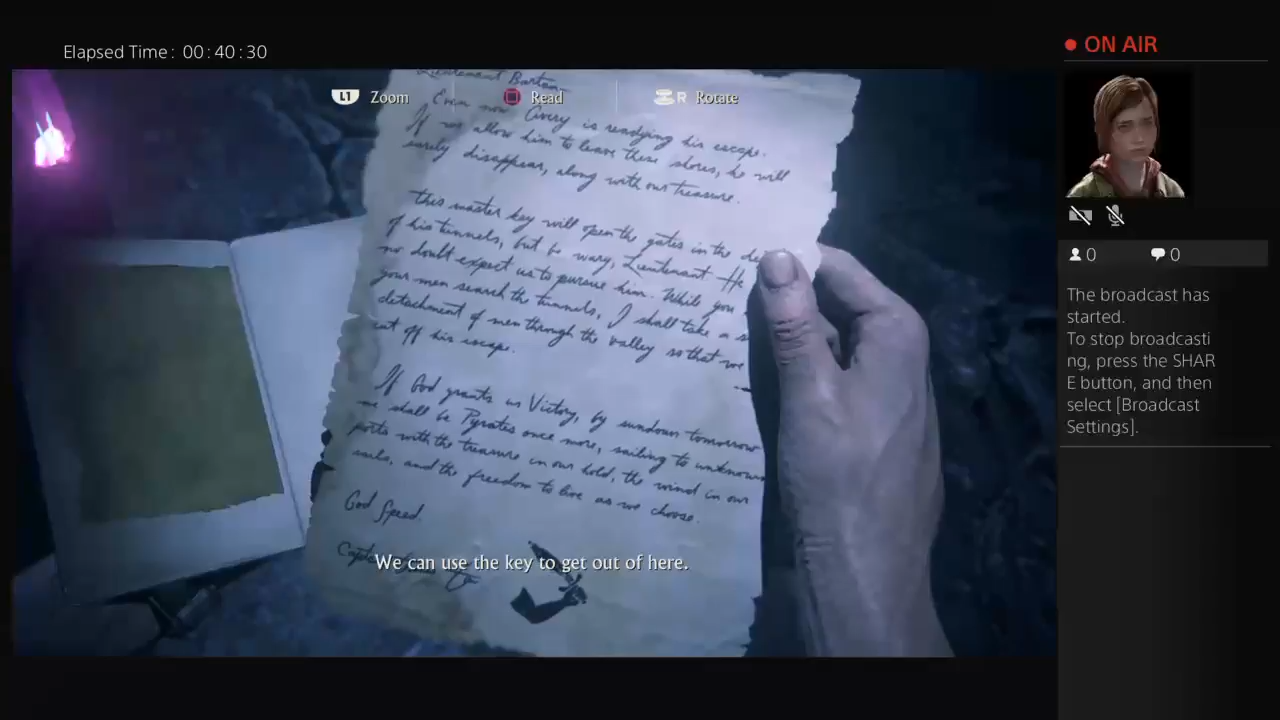 Elapsed Time: 00:40:30
ON AIR
L1 Zoom
Read
R Rotate
Lieutenant
Even now Avery is readying his escape.
If we allow him to leave these shores, he will
surely disappear, along with our treasure.
This master key will open the gates in the
of his tunnels, but be wary, Lieutenant. He
no doubt expect us to pursue him. While you
your men search the tunnels, I shall take a
detachment of men through the valley so that we
cut off his escape.
If God grants us Victory, by sundown tomorrow
we shall be Pyrates once more, sailing to unknown
ports with the treasure in our hold, the wind in our
sails, and the freedom to live as we choose.
God Speed.
We can use the key to get out of here.
0
0
The broadcast has
started.
To stop broadcasti
ng, press the SHAR
E button, and then
select [Broadcast
Settings].